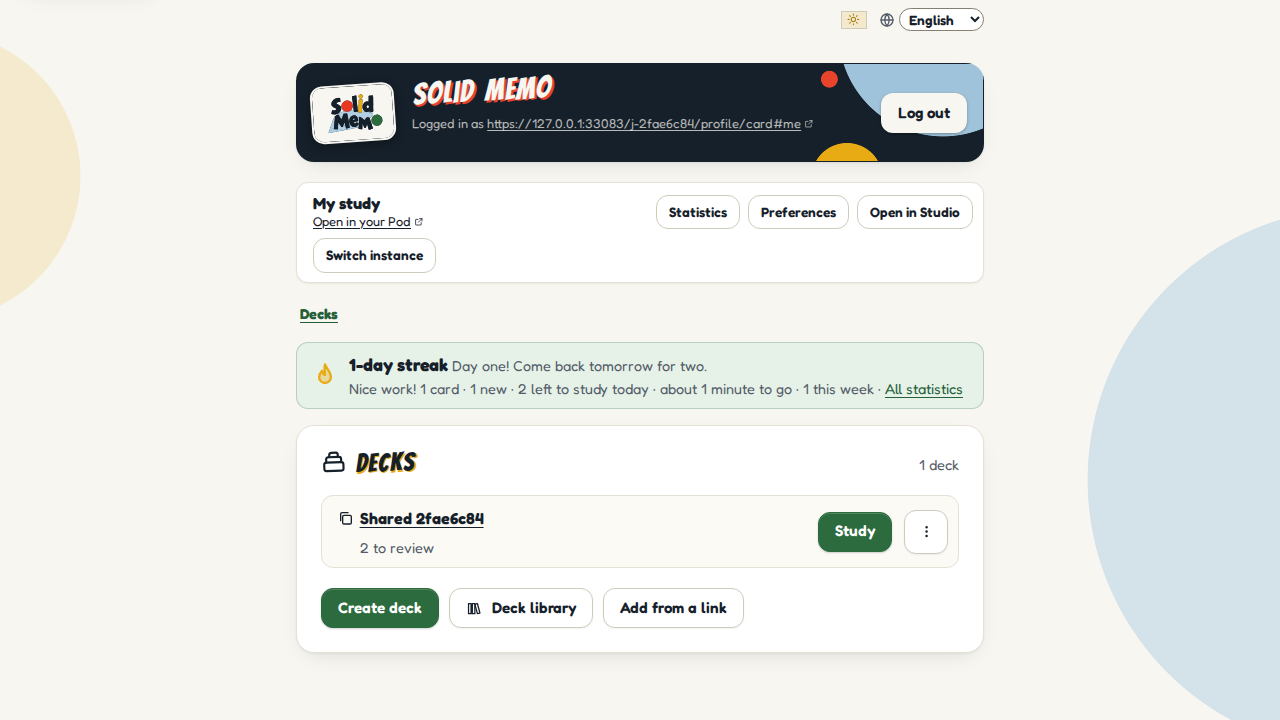 English
Solid Memo
SOLID MEMO
Logged in as https://127.0.0.1:33083/j-2fae6c84/profile/card#me
Log out
My study
Open in your Pod
Statistics
Preferences
Open in Studio
Switch instance
Decks
1-day streak Day one! Come back tomorrow for two.
Nice work! 1 card · 1 new · 2 left to study today · about 1 minute to go · 1 this week · All statistics
DECKS
1 deck
Shared 2fae6c84
2 to review
Study
Create deck
Deck library
Add from a link